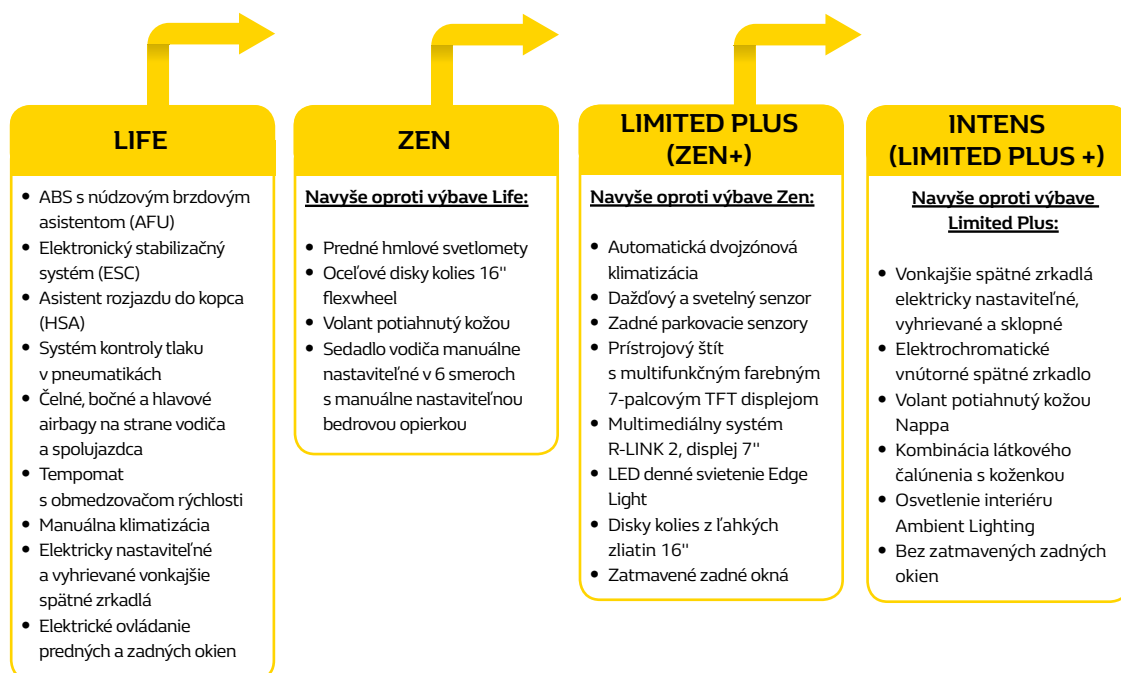 LIFE
ABS s núdzovým brzdovým
asistentom (AFU)
Elektronický stabilizačný
systém (ESC)
Asistent rozjazdu do kopca
(HSA)
Systém kontroly tlaku
v pneumatikách
Čelné, bočné a hlavové
airbagy na strane vodiča
a spolujazdca
Tempomat
s obmedzovačom rýchlosti
Manuálna klimatizácia
Elektricky nastaviteľné
a vyhrievané vonkajšie
spätné zrkadlá
Elektrické ovládanie
predných a zadných okien
ZEN
Navyše oproti výbave Life:
Predné hmlové svetlomety
Oceľové disky kolies 16"
flexwheel
Volant potiahnutý kožou
Sedadlo vodiča manuálne
nastaviteľné v 6 smeroch
s manuálne nastaviteľnou
bedrovou opierkou
LIMITED PLUS
(ZEN+)
Navyše oproti výbave Zen:
Automatická dvojzónová
klimatizácia
Dažďový a svetelný senzor
Zadné parkovacie senzory
Prístrojový štít
s multifunkčným farebným
7-palcovým TFT displejom
Multimediálny systém
R-LINK 2, displej 7"
LED denné svietenie Edge
Light
Disky kolies z ľahkých
zliatin 16"
Zatmavené zadné okná
INTENS
(LIMITED PLUS +)
Navyše oproti výbave
Limited Plus:
Vonkajšie spätné zrkadlá
elektricky nastaviteľné,
vyhrievané a sklopné
Elektrochromatické
vnútorné spätné zrkadlo
Volant potiahnutý kožou
Nappa
Kombinácia látkového
čalúnenia s koženkou
Osvetlenie interiéru
Ambient Lighting
Bez zatmavených zadných
okien